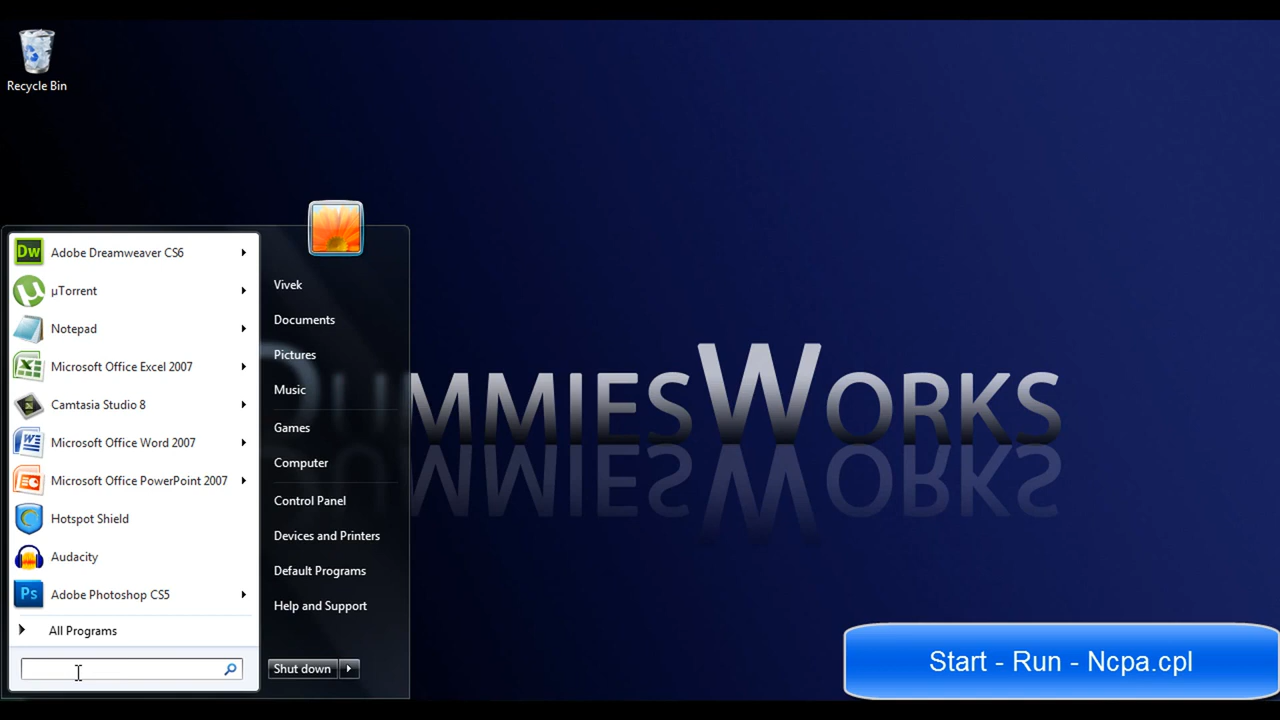 Recycle Bin
Adobe Dreamweaver CS6
µTorrent
Notepad
Microsoft Office Excel 2007
Camtasia Studio 8
Microsoft Office Word 2007
Microsoft Office PowerPoint 2007
Hotspot Shield
Audacity
Adobe Photoshop CS5
All Programs
Vivek
Documents
Pictures
Music
Games
Computer
Control Panel
Devices and Printers
Default Programs
Help and Support
Shut down
DUMMIESWORKS
Start - Run - Ncpa.cpl